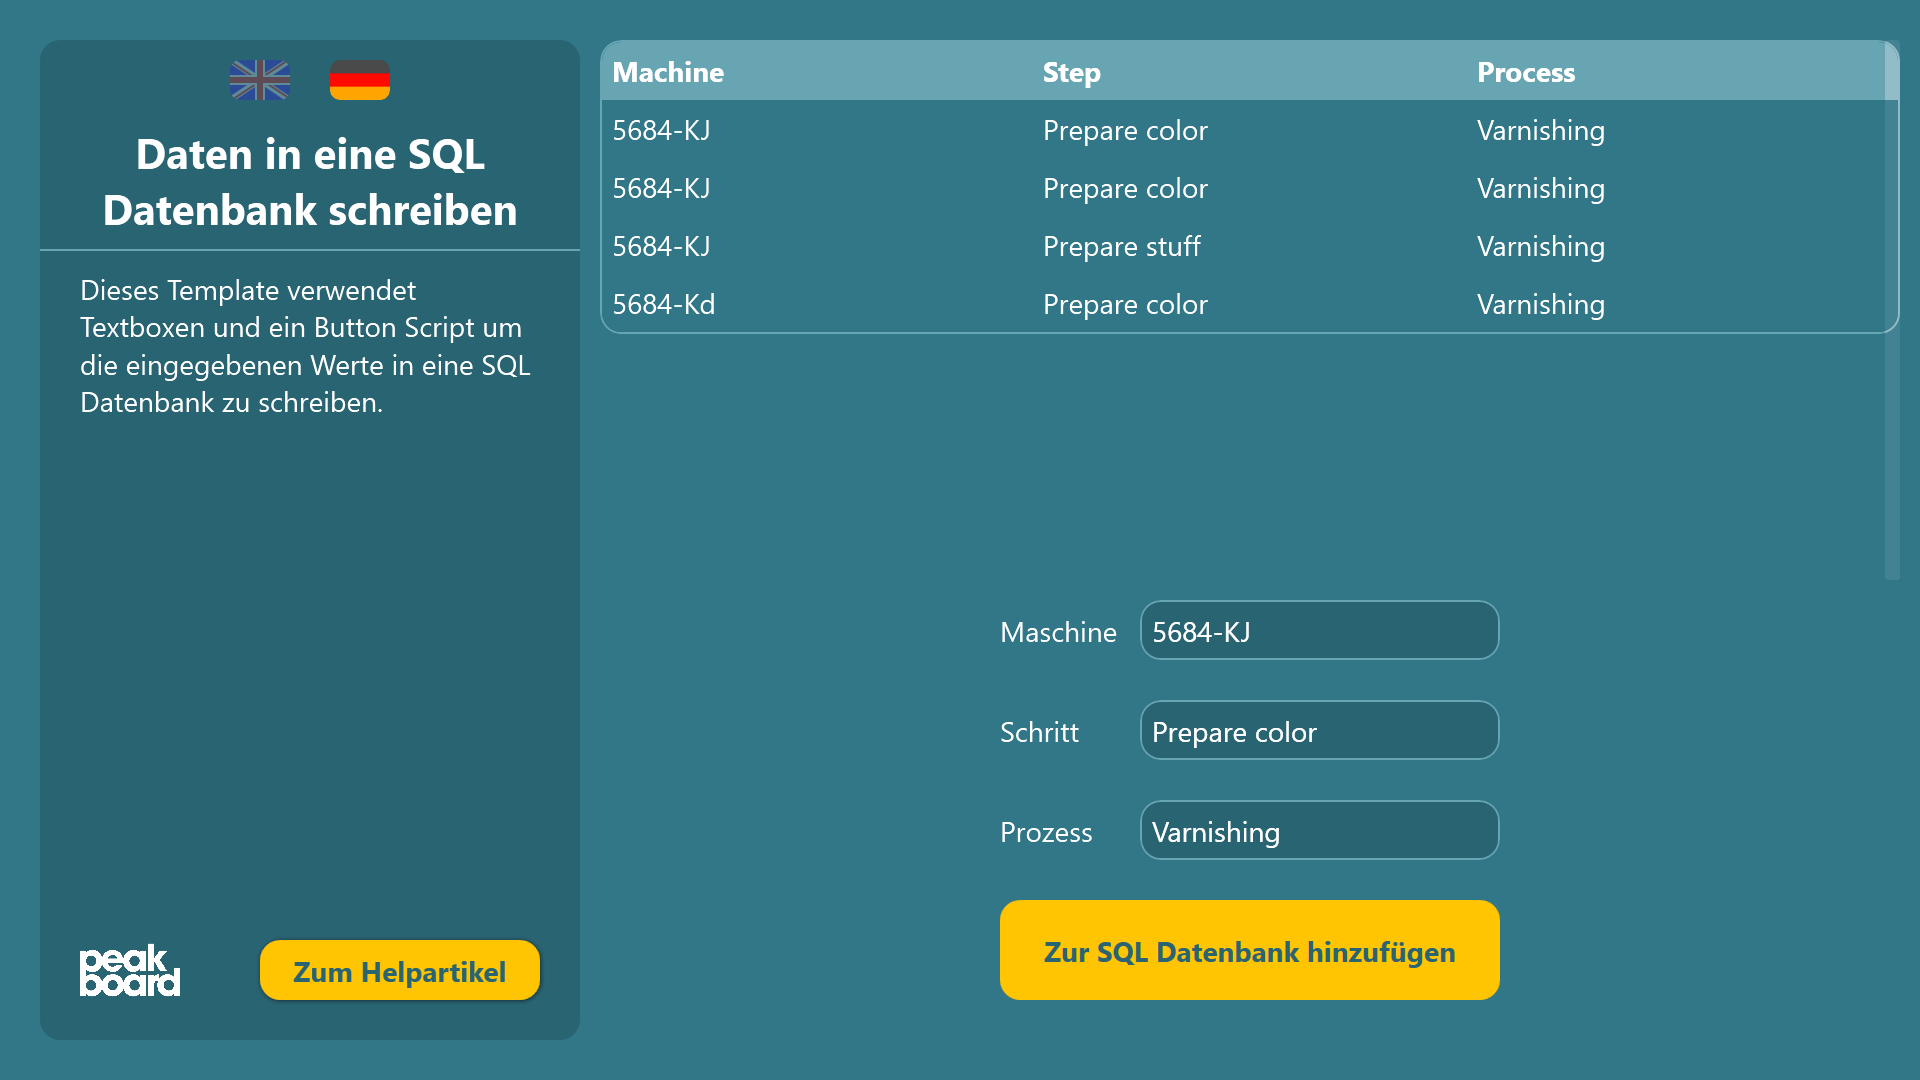 Daten in eine SQL
Datenbank schreiben
Dieses Template verwendet
Textboxen und ein Button Script um
die eingegebenen Werte in eine SQL
Datenbank zu schreiben.
peak
board
Zum Helpartikel
Machine Step Process
5684-KJ Prepare color Varnishing
5684-KJ Prepare color Varnishing
5684-KJ Prepare stuff Varnishing
5684-Kd Prepare color Varnishing
Maschine 5684-KJ
Schritt Prepare color
Prozess Varnishing
Zur SQL Datenbank hinzufügen